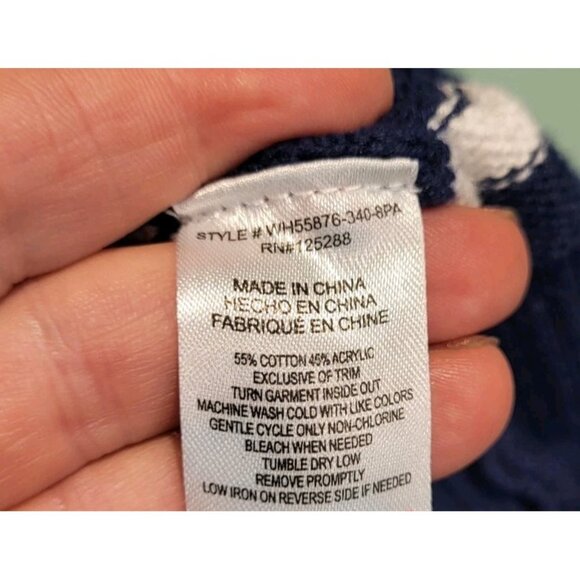 STYLE # WH55876-340-8PA
RN#125288
MADE IN CHINA
HECHO EN CHINA
FABRIQUÉ EN CHINE
55% COTTON 45% ACRYLIC
EXCLUSIVE OF TRIM
TURN GARMENT INSIDE OUT
MACHINE WASH COLD WITH LIKE COLORS
GENTLE CYCLE ONLY NON-CHLORINE
BLEACH WHEN NEEDED
TUMBLE DRY LOW
REMOVE PROMPTLY
LOW IRON ON REVERSE SIDE IF NEEDED